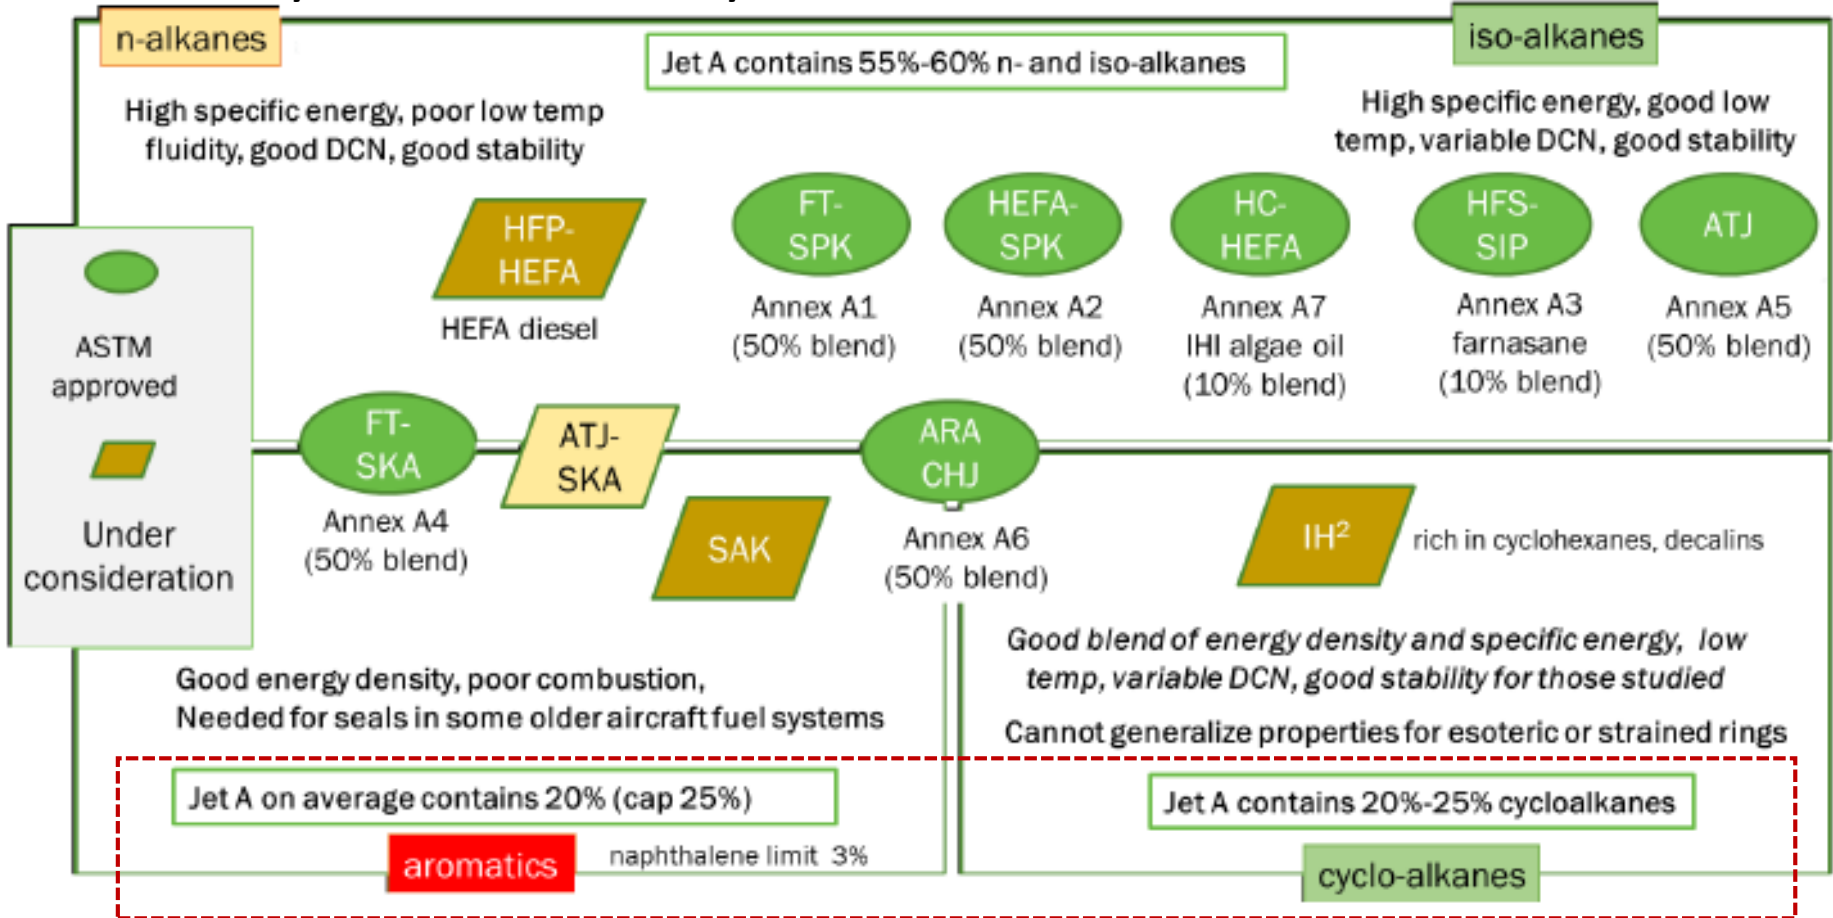 n-alkanes
iso-alkanes
Jet A contains 55%-60% n- and iso-alkanes
High specific energy, poor low temp
fluidity, good DCN, good stability
High specific energy, good low
temp, variable DCN, good stability
HFP-
HEFA
HEFA diesel
FT-
SPK
Annex A1
(50% blend)
HEFA-
SPK
Annex A2
(50% blend)
HC-
HEFA
Annex A7
IHI algae oil
(10% blend)
HFS-
SIP
Annex A3
farnasane
(10% blend)
ATJ
Annex A5
(50% blend)
ASTM
approved
Under
consideration
FT-
SKA
Annex A4
(50% blend)
ATJ-
SKA
SAK
ARA
CHJ
Annex A6
(50% blend)
IH²
rich in cyclohexanes, decalins
Good energy density, poor combustion,
Needed for seals in some older aircraft fuel systems
Good blend of energy density and specific energy, low
temp, variable DCN, good stability for those studied
Cannot generalize properties for esoteric or strained rings
Jet A on average contains 20% (cap 25%)
aromatics
naphthalene limit 3%
Jet A contains 20%-25% cycloalkanes
cyclo-alkanes